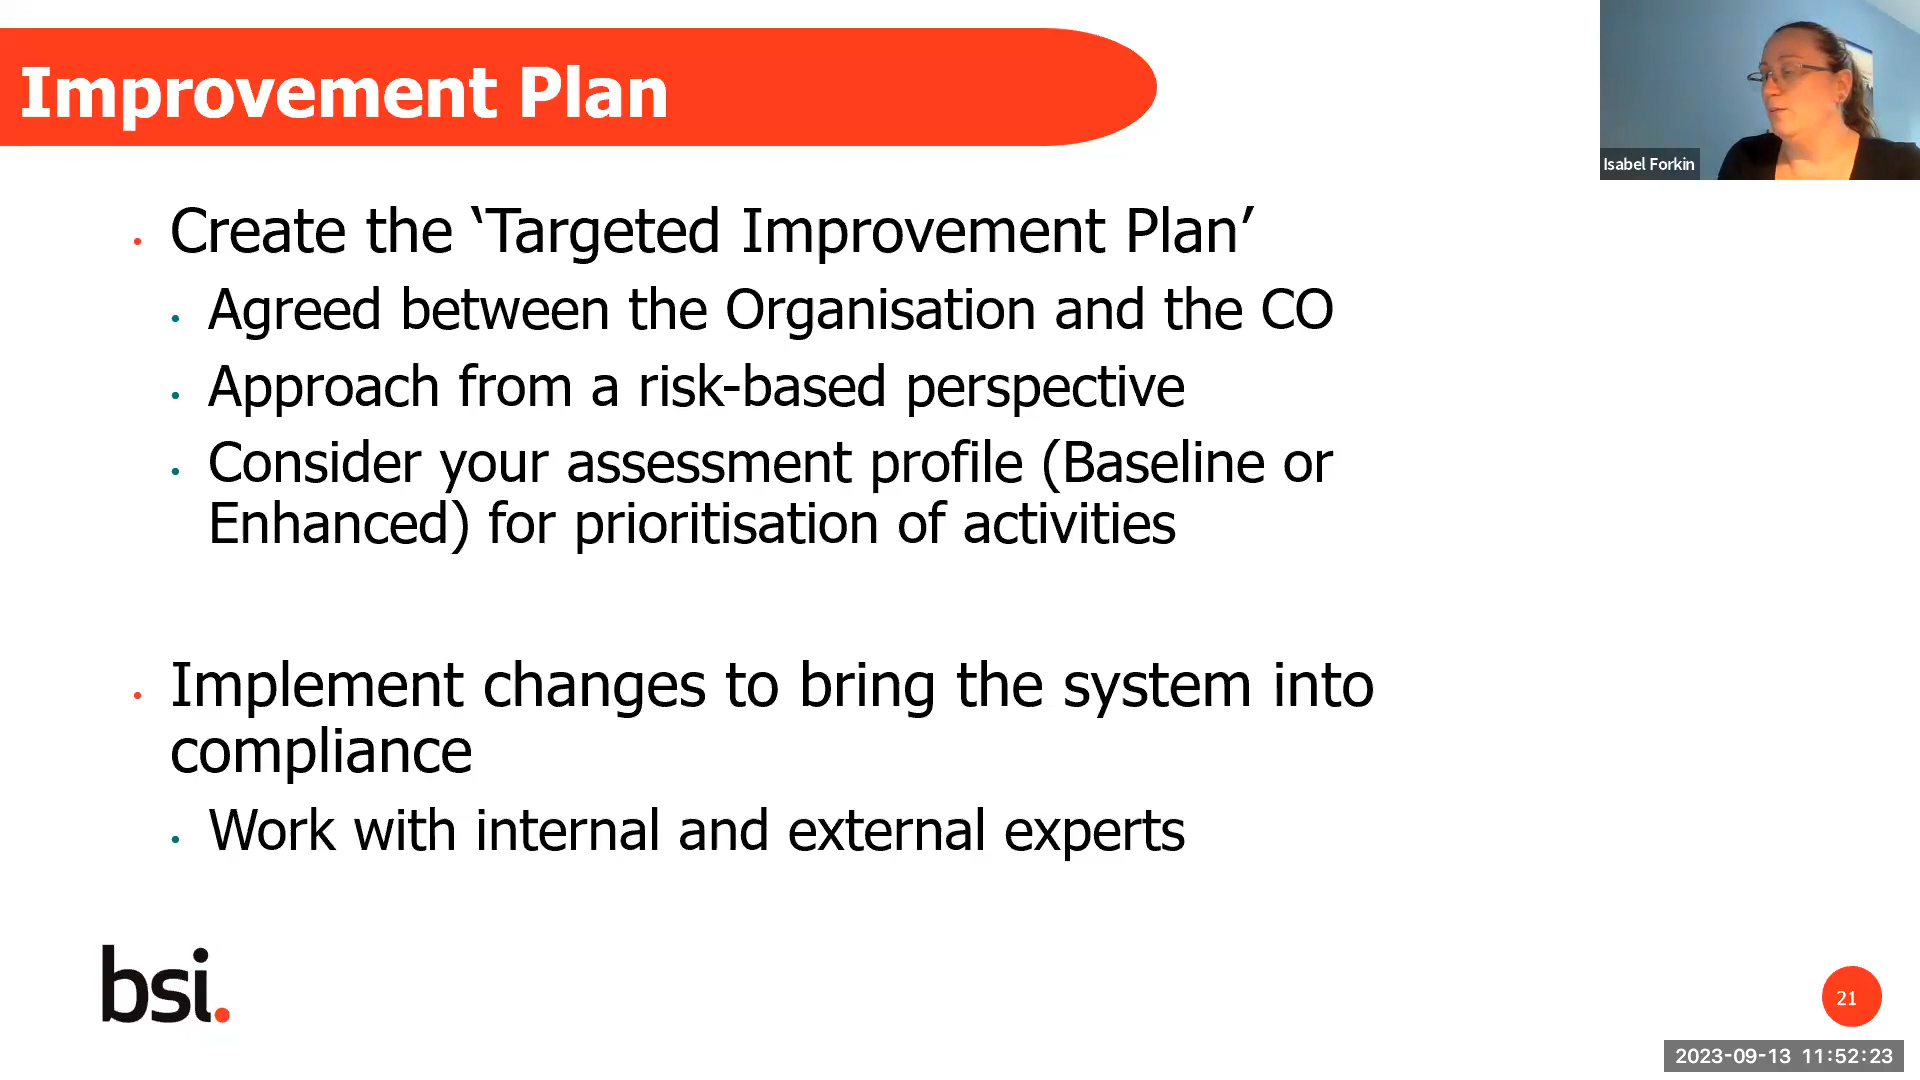 Improvement Plan
Isabel Forkin
• Create the ‘Targeted Improvement Plan’
• Agreed between the Organisation and the CO
• Approach from a risk-based perspective
• Consider your assessment profile (Baseline or
Enhanced) for prioritisation of activities
• Implement changes to bring the system into
compliance
• Work with internal and external experts
bsi.
21
2023-09-13 11:52:23